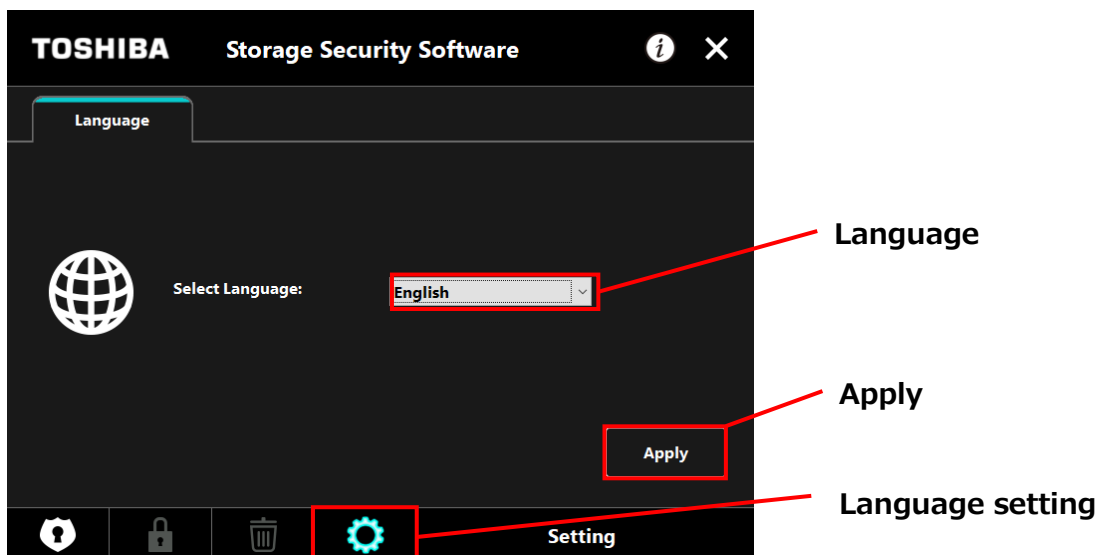 TOSHIBA Storage Security Software i
Language
Language
Select Language: English
Apply
Apply
Language setting
Setting